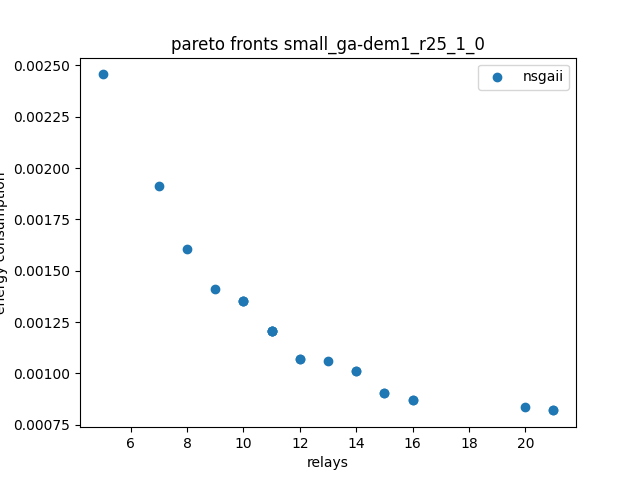 pareto fronts small_ga-dem1_r25_1_0
nsgaii
0.00250
0.00225
0.00200
0.00175
0.00150
0.00125
0.00100
0.00075
energy consumption
6 8 10 12 14 16 18 20
relays